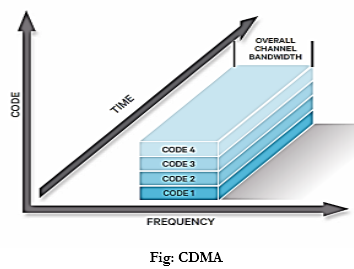 OVERALL
CHANNEL
BANDWIDTH
CODE
TIME
CODE 4
CODE 3
CODE 2
CODE 1
FREQUENCY
Fig: CDMA